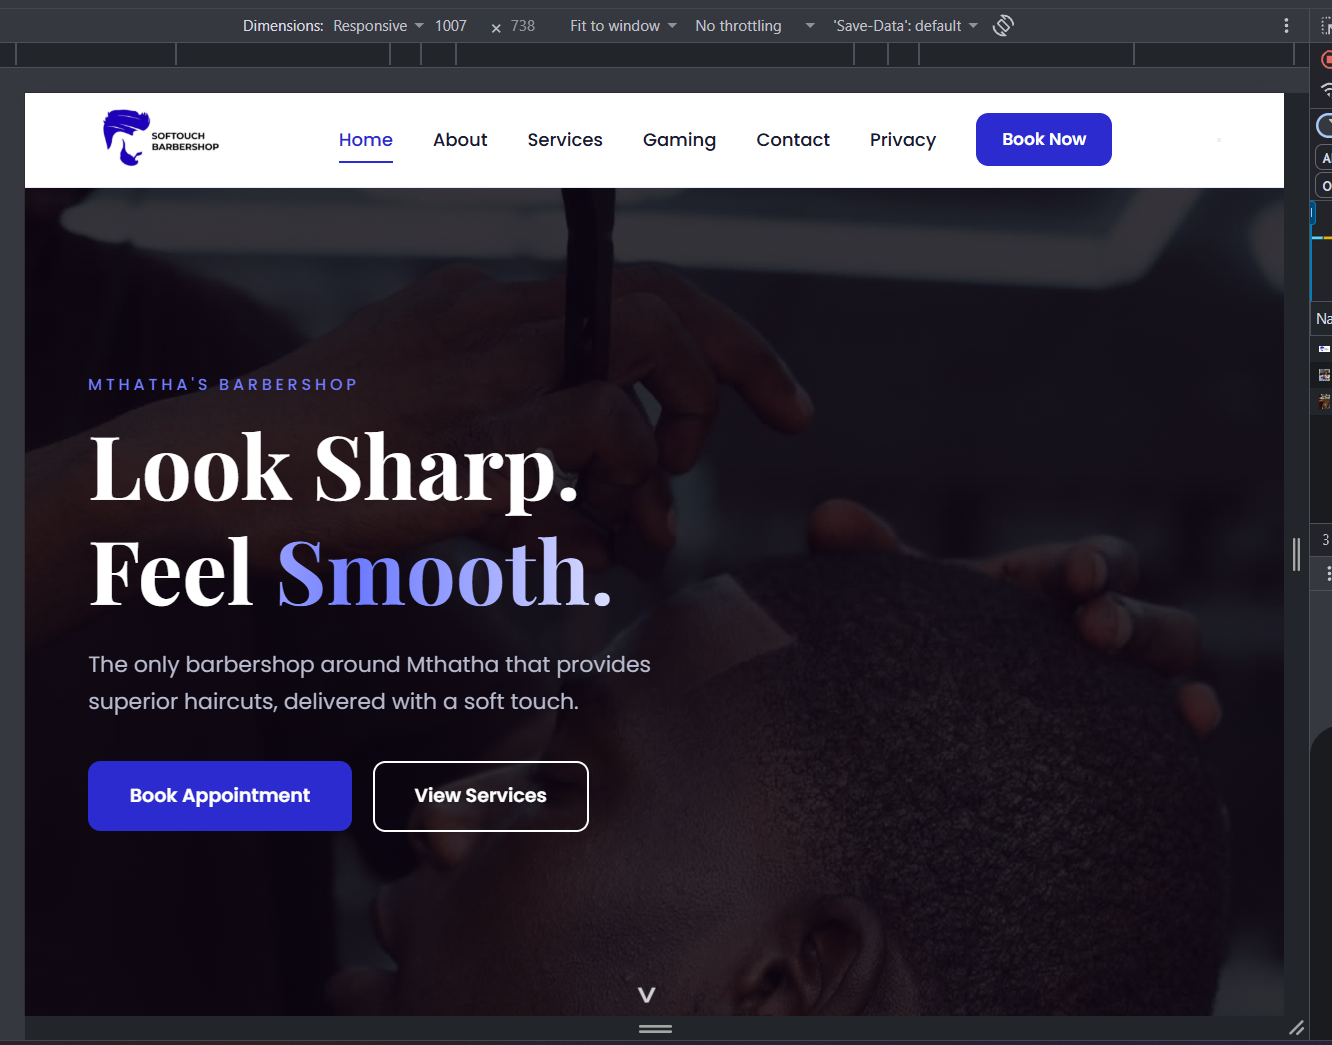 Dimensions: Responsive 1007 × 738 Fit to window No throttling 'Save-Data': default
SOFTOUCH
BARBERSHOP
Home About Services Gaming Contact Privacy Book Now
MTHATHA'S BARBERSHOP
Look Sharp.
Feel Smooth.
The only barbershop around Mthatha that provides
superior haircuts, delivered with a soft touch.
Book Appointment View Services
Na
3